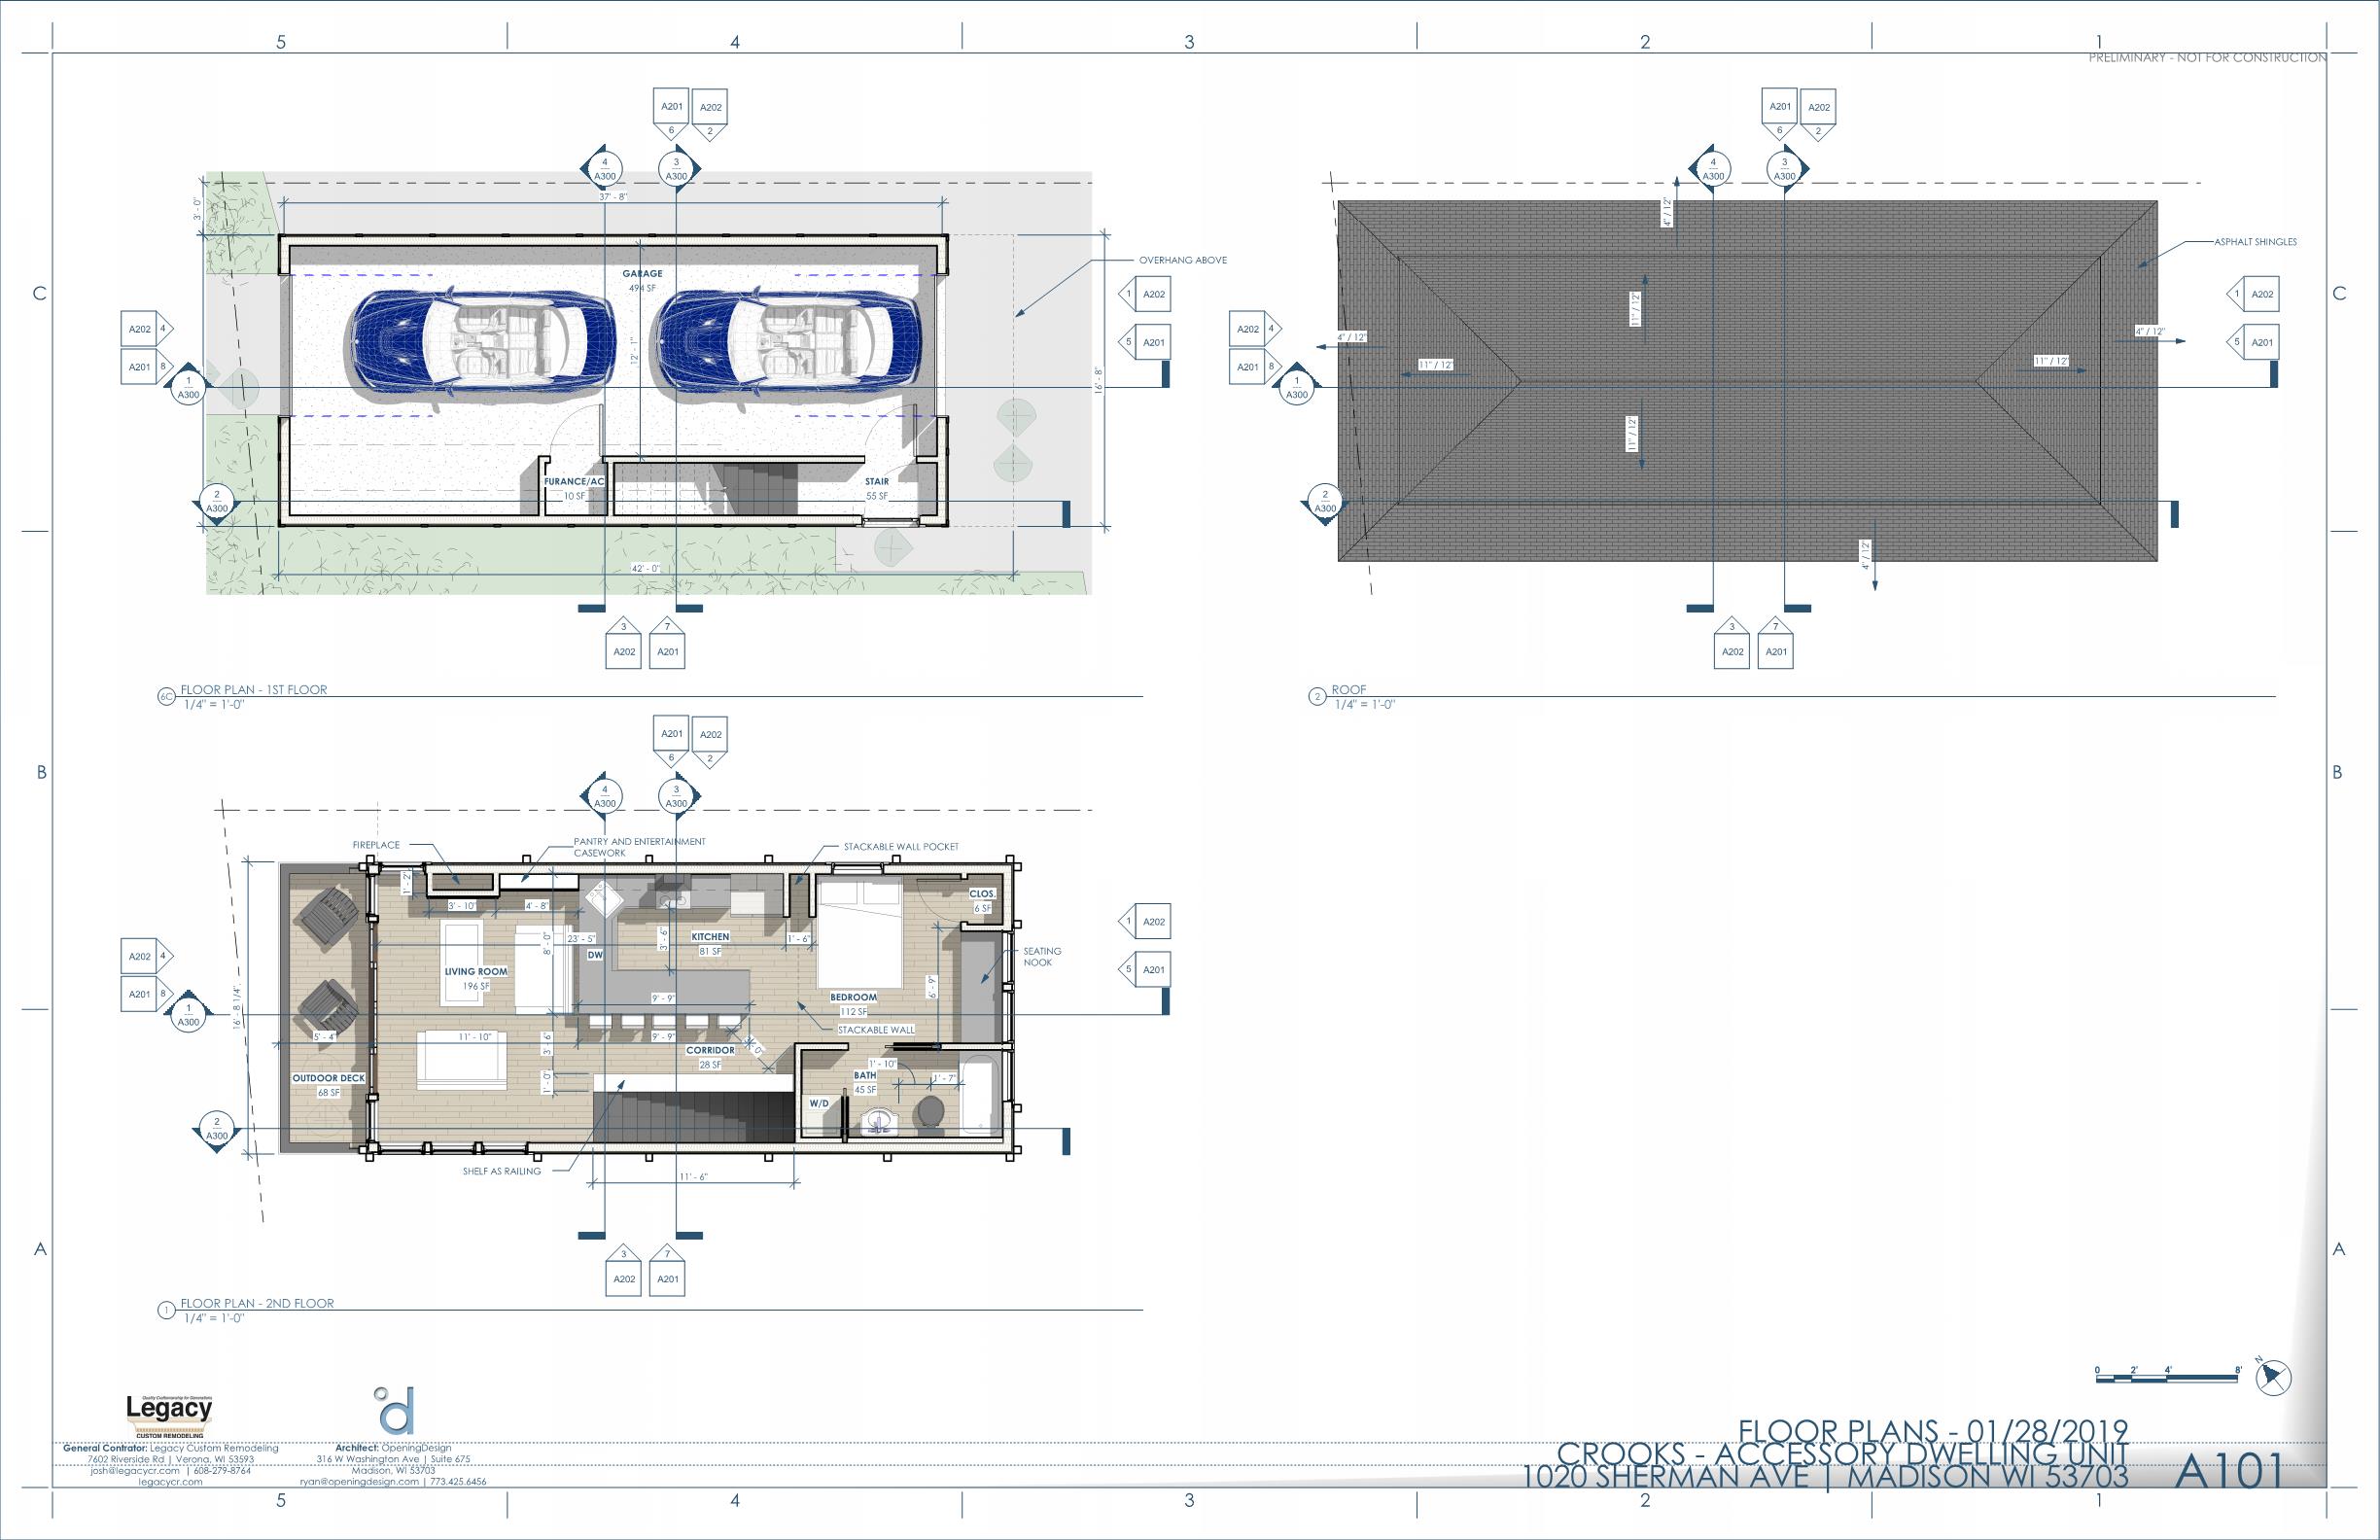 5 4 3 2 1
PRELIMINARY - NOT FOR CONSTRUCTION
C
B
A
A201 6
A202 2
4 A300
3 A300
37' - 8"
3' - 0"
GARAGE
494 SF
12' - 1"
OVERHANG ABOVE
1 A202
5 A201
16' - 8"
A202 4
A201 8
1 A300
2 A300
FURANCE/AC
10 SF
STAIR
55 SF
42' - 0"
3 A202
7 A201
6C FLOOR PLAN - 1ST FLOOR
1/4" = 1'-0"
A201 6
A202 2
4 A300
3 A300
4" / 12"
ASPHALT SHINGLES
11" / 12"
1 A202
5 A201
A202 4
A201 8
4" / 12"
4" / 12"
11" / 12"
11" / 12"
1 A300
11" / 12"
2 A300
4" / 12"
3 A202
7 A201
2 ROOF
1/4" = 1'-0"
C
B
A
A201 6
A202 2
4 A300
3 A300
FIREPLACE
PANTRY AND ENTERTAINMENT
CASEWORK
STACKABLE WALL POCKET
1' - 2"
3' - 10"
4' - 8"
CLOS.
6 SF
23' - 5"
8' - 0"
3' - 6"
KITCHEN
81 SF
1' - 6"
DW
SEATING
NOOK
1 A202
5 A201
A202 4
A201 8
LIVING ROOM
196 SF
6' - 9"
16' - 8 1/4"
9' - 9"
BEDROOM
112 SF
1 A300
STACKABLE WALL
5' - 4"
11' - 10"
3' - 6"
9' - 9"
CORRIDOR
28 SF
1' - 10"
BATH
45 SF
1' - 7"
OUTDOOR DECK
68 SF
1' - 0"
W/D
2 A300
SHELF AS RAILING
11' - 6"
3 A202
7 A201
1 FLOOR PLAN - 2ND FLOOR
1/4" = 1'-0"
0 2' 4' 8'
N
Quality Craftsmanship for Generations
Legacy
CUSTOM REMODELING
d
General Contrator: Legacy Custom Remodeling
7602 Riverside Rd | Verona, WI 53593
josh@legacycr.com | 608-279-8764
legacycr.com
Architect: OpeningDesign
316 W Washington Ave | Suite 675
Madison, WI 53703
ryan@openingdesign.com | 773.425.6456
FLOOR PLANS - 01/28/2019
CROOKS - ACCESSORY DWELLING UNIT
1020 SHERMAN AVE | MADISON WI 53703
A101
5 4 3 2 1